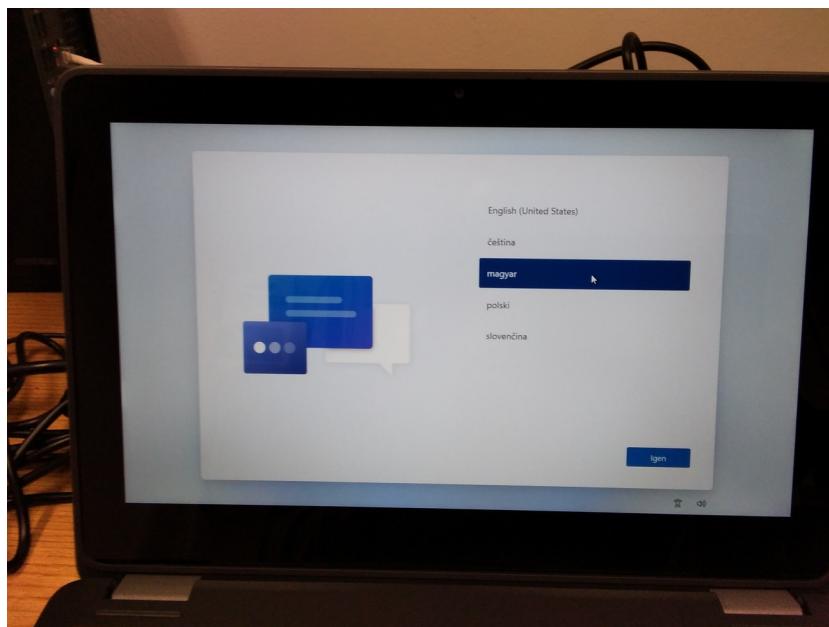 English (United States)
čeština
magyar
polski
slovenčina
Igen